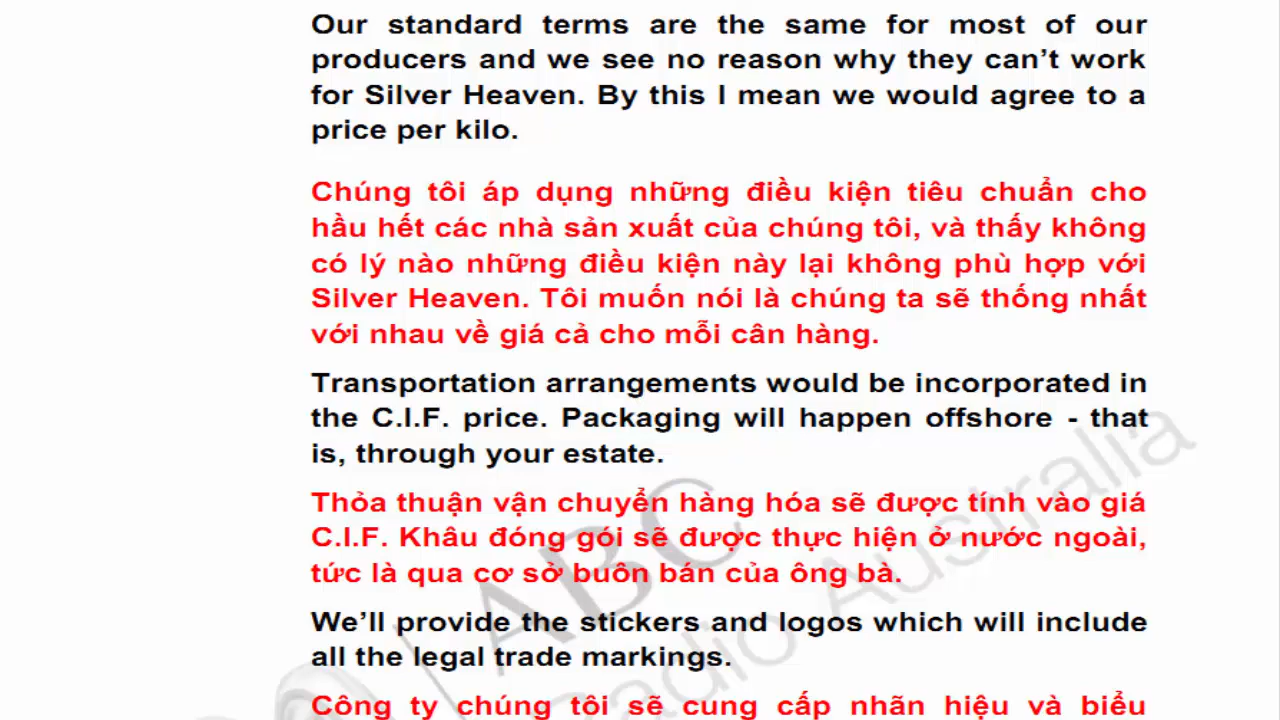 Our standard terms are the same for most of our
producers and we see no reason why they can’t work
for Silver Heaven. By this I mean we would agree to a
price per kilo.
Chúng tôi áp dụng những điều kiện tiêu chuẩn cho
hầu hết các nhà sản xuất của chúng tôi, và thấy không
có lý nào những điều kiện này lại không phù hợp với
Silver Heaven. Tôi muốn nói là chúng ta sẽ thống nhất
với nhau về giá cả cho mỗi cân hàng.
Transportation arrangements would be incorporated in
the C.I.F. price. Packaging will happen offshore - that
is, through your estate.
Thỏa thuận vận chuyển hàng hóa sẽ được tính vào giá
C.I.F. Khâu đóng gói sẽ được thực hiện ở nước ngoài,
tức là qua cơ sở buôn bán của ông bà.
We’ll provide the stickers and logos which will include
all the legal trade markings.
Công ty chúng tôi sẽ cung cấp nhãn hiệu và biểu
ABC
Radio Australia